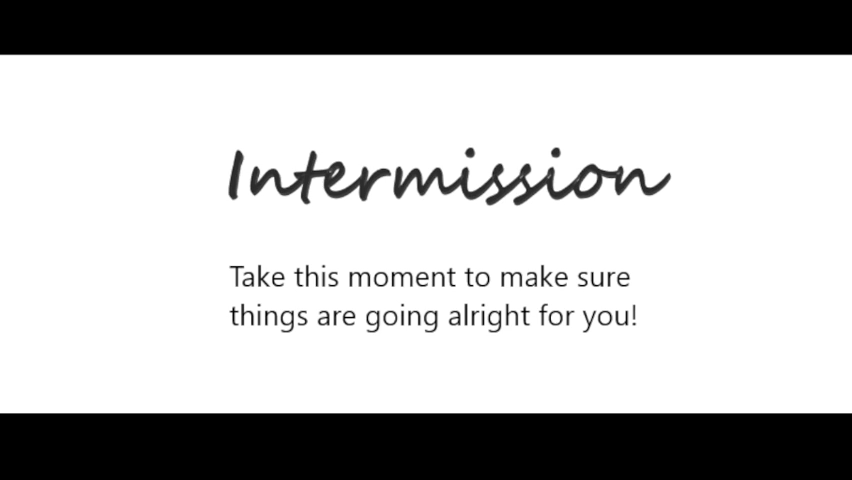 Intermission
Take this moment to make sure
things are going alright for you!